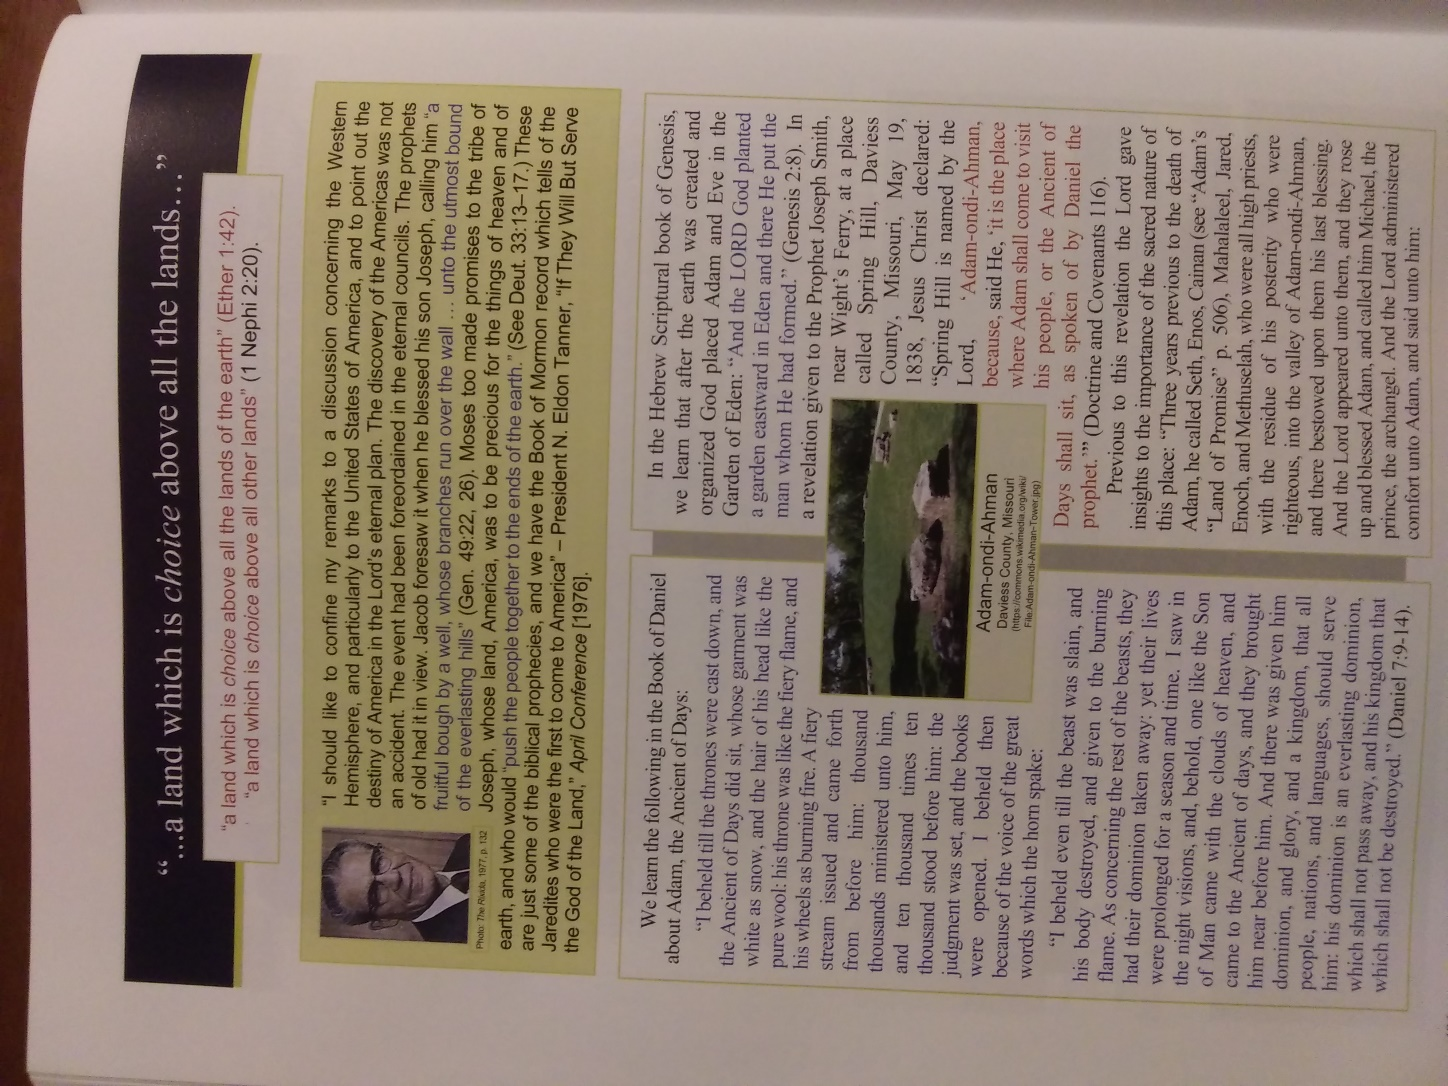 “...a land which is choice above all the lands...”
“a land which is choice above all the lands of the earth” (Ether 1:42).
“a land which is choice above all other lands” (1 Nephi 2:20).
“I should like to confine my remarks to a discussion concerning the Western
Hemisphere, and particularly to the United States of America, and to point out the
destiny of America in the Lord’s eternal plan. The discovery of the Americas was not
an accident. The event had been foreordained in the eternal councils. The prophets
of old had it in view. Jacob foresaw it when he blessed his son Joseph, calling him “a
fruitful bough by a well, whose branches run over the wall … unto the utmost bound
of the everlasting hills” (Gen. 49:22, 26). Moses too made promises to the tribe of
Joseph, whose land, America, was to be precious for the things of heaven and of
earth, and who would “push the people together to the ends of the earth.” (See Deut. 33:13–17.) These
are just some of the biblical prophecies, and we have the Book of Mormon record which tells of the
Jaredites who were the first to come to America” – President N. Eldon Tanner, “If They Will But Serve
the God of the Land,” April Conference [1976].
Photo: The Rixida, 1977, p. 132
We learn the following in the Book of Daniel
about Adam, the Ancient of Days:
“I beheld till the thrones were cast down, and
the Ancient of Days did sit, whose garment was
white as snow, and the hair of his head like the
pure wool: his throne was like the fiery flame, and
his wheels as burning fire. A fiery
stream issued and came forth
from before him: thousand
thousands ministered unto him,
and ten thousand times ten
thousand stood before him: the
judgment was set, and the books
were opened. I beheld then
because of the voice of the great
words which the horn spake:
“I beheld even till the beast was slain, and
his body destroyed, and given to the burning
flame. As concerning the rest of the beasts, they
had their dominion taken away: yet their lives
were prolonged for a season and time. I saw in
the night visions, and, behold, one like the Son
of Man came with the clouds of heaven, and
came to the Ancient of days, and they brought
him near before him. And there was given him
dominion, and glory, and a kingdom, that all
people, nations, and languages, should serve
him: his dominion is an everlasting dominion,
which shall not pass away, and his kingdom that
which shall not be destroyed.” (Daniel 7:9-14).
Adam-ondi-Ahman
Daviess County, Missouri
(https://commons.wikimedia.org/wiki/
File:Adam-ondi-Ahman-Tower.jpg)
In the Hebrew Scriptural book of Genesis,
we learn that after the earth was created and
organized God placed Adam and Eve in the
Garden of Eden: “And the LORD God planted
a garden eastward in Eden and there He put the
man whom He had formed.” (Genesis 2:8). In
a revelation given to the Prophet Joseph Smith,
near Wight’s Ferry, at a place
called Spring Hill, Daviess
County, Missouri, May 19,
1838, Jesus Christ declared:
“Spring Hill is named by the
Lord, ‘Adam-ondi-Ahman,
because, said He, ‘it is the place
where Adam shall come to visit
his people, or the Ancient of
Days shall sit, as spoken of by Daniel the
prophet.’” (Doctrine and Covenants 116).
Previous to this revelation the Lord gave
insights to the importance of the sacred nature of
this place: “Three years previous to the death of
Adam, he called Seth, Enos, Cainan (see “Adam’s
“Land of Promise” p. 506), Mahalaleel, Jared,
Enoch, and Methuselah, who were all high priests,
with the residue of his posterity who were
righteous, into the valley of Adam-ondi-Ahman,
and there bestowed upon them his last blessing.
And the Lord appeared unto them, and they rose
up and blessed Adam, and called him Michael, the
prince, the archangel. And the Lord administered
comfort unto Adam, and said unto him: